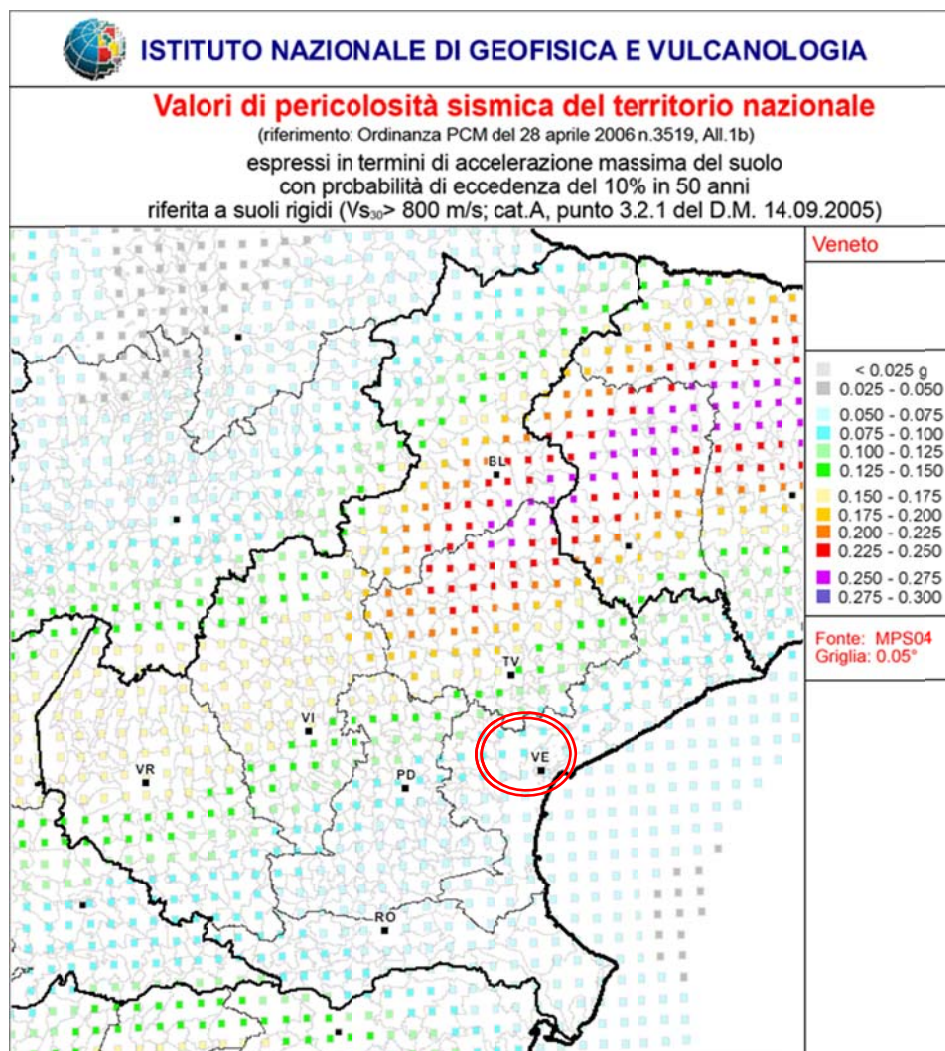 ISTITUTO NAZIONALE DI GEOFISICA E VULCANOLOGIA
Valori di pericolosità sismica del territorio nazionale
(riferimento: Ordinanza PCM del 28 aprile 2006 n.3519, All.1b)
espressi in termini di accelerazione massima del suolo
con probabilità di eccedenza del 10% in 50 anni
riferita a suoli rigidi (Vs₃₀> 800 m/s; cat.A, punto 3.2.1 del D.M. 14.09.2005)
Veneto
< 0.025 g
0.025 - 0.050
0.050 - 0.075
0.075 - 0.100
0.100 - 0.125
0.125 - 0.150
0.150 - 0.175
0.175 - 0.200
0.200 - 0.225
0.225 - 0.250
0.250 - 0.275
0.275 - 0.300
Fonte: MPS04
Griglia: 0.05°
BL
TV
VI
VE
VR
PD
RO